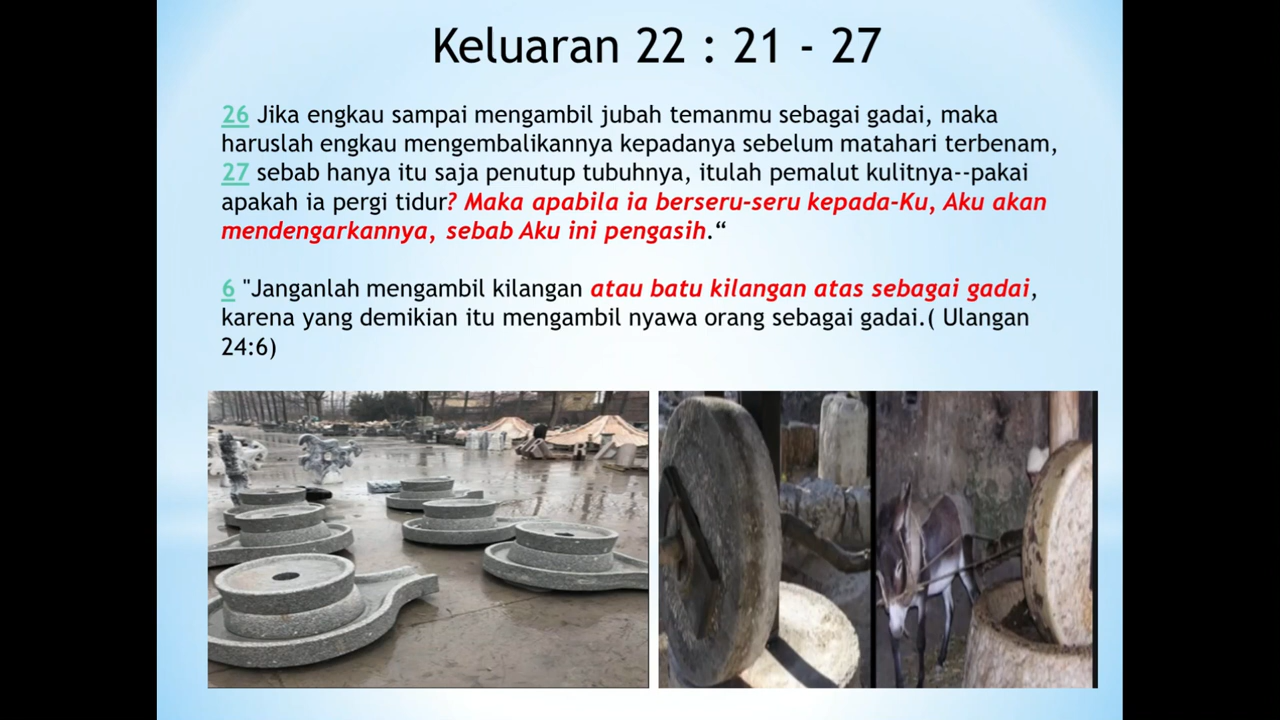 Keluaran 22 : 21 - 27
26 Jika engkau sampai mengambil jubah temanmu sebagai gadai, maka
haruslah engkau mengembalikannya kepadanya sebelum matahari terbenam,
27 sebab hanya itu saja penutup tubuhnya, itulah pemalut kulitnya--pakai
apakah ia pergi tidur? Maka apabila ia berseru-seru kepada-Ku, Aku akan
mendengarkannya, sebab Aku ini pengasih.“
6 "Janganlah mengambil kilangan atau batu kilangan atas sebagai gadai,
karena yang demikian itu mengambil nyawa orang sebagai gadai.( Ulangan
24:6)